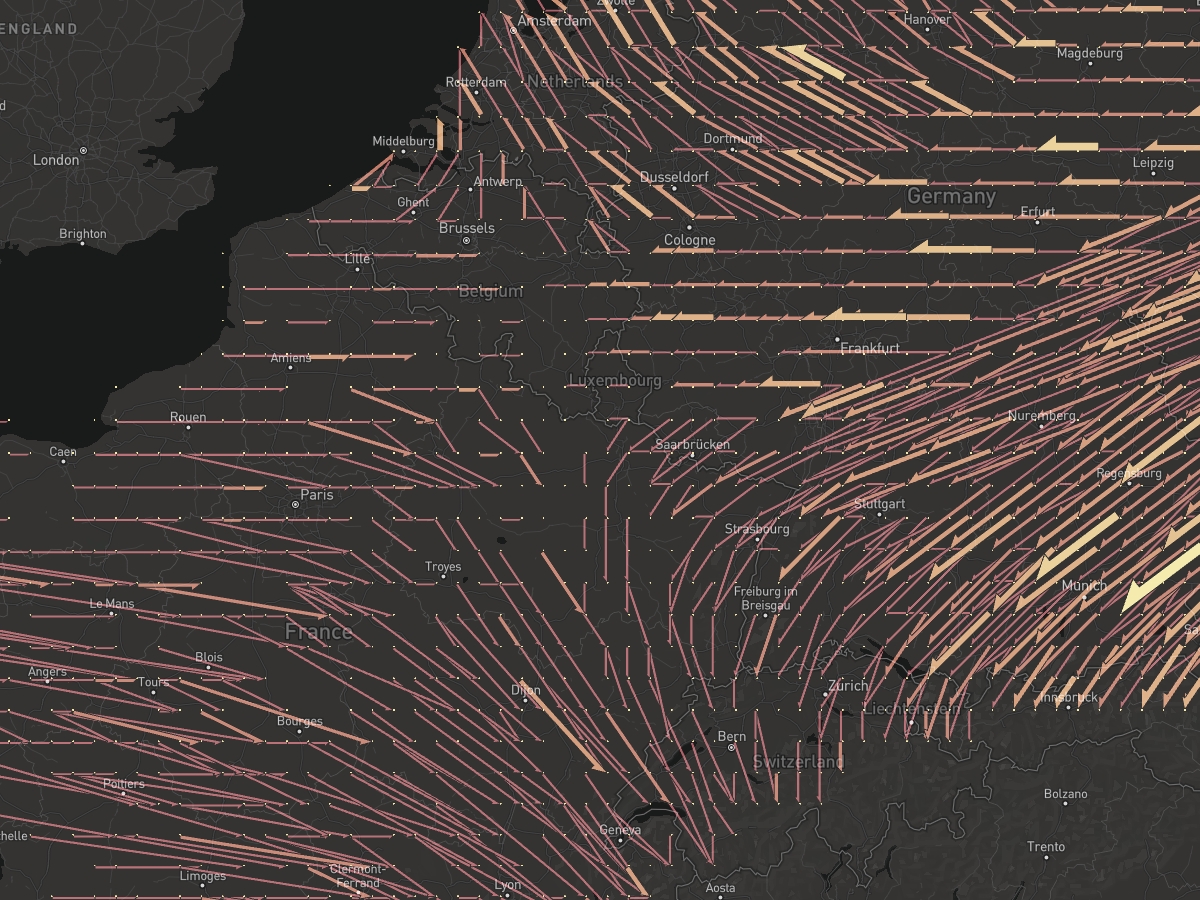 ENGLAND
Amsterdam
Zwolle
Hanover
Magdeburg
Rotterdam
Netherlands
London
Middelburg
Dortmund
Leipzig
Antwerp
Dusseldorf
Germany
Ghent
Erfurt
Brighton
Brussels
Cologne
Lille
Belgium
Frankfurt
Amiens
Luxembourg
Rouen
Nuremberg
Caen
Saarbrücken
Regensburg
Paris
Stuttgart
Strasbourg
Troyes
Munich
Le Mans
Freiburg im
Breisgau
France
Blois
Angers
Tours
Dijon
Zürich
Innsbruck
Liechtenstein
Bourges
Bern
Switzerland
Poitiers
Bolzano
helle
Geneva
Trento
Limoges
Clermont-
Ferrand
Lyon
Aosta